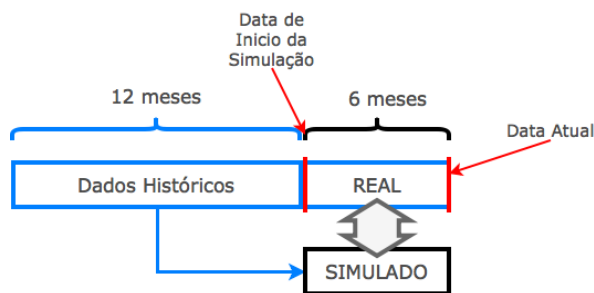 Data de
Inicio da
Simulação
12 meses
6 meses
Data Atual
Dados Históricos
REAL
SIMULADO